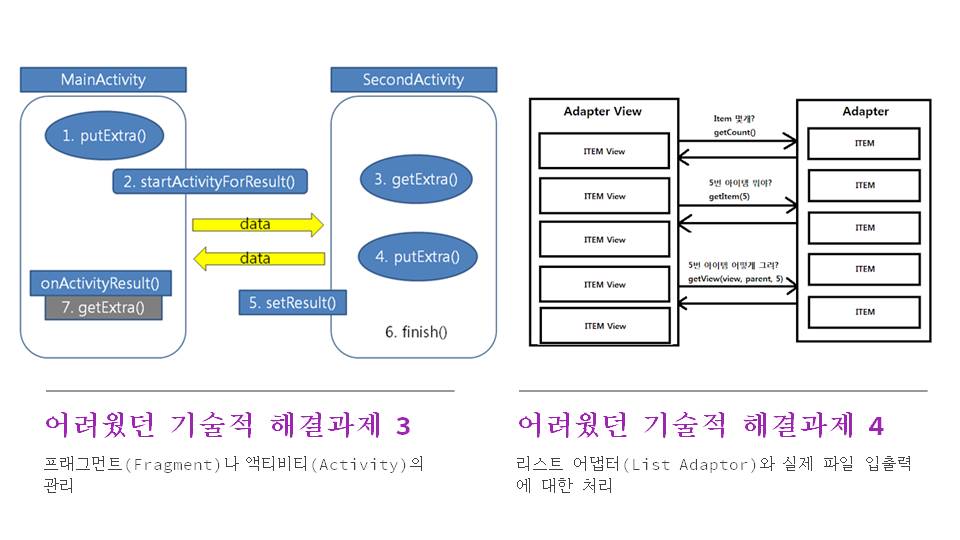 MainActivity
1. putExtra()
2. startActivityForResult()
data
data
onActivityResult()
7. getExtra()
SecondActivity
3. getExtra()
4. putExtra()
5. setResult()
6. finish()
Adapter View
ITEM View
ITEM View
ITEM View
ITEM View
ITEM View
Item 몇개?
getCount()
5번 아이템 뭐야?
getItem(5)
5번 아이템 어떻게 그려?
getView(view, parent, 5)
Adapter
ITEM
ITEM
ITEM
ITEM
ITEM
어려웠던 기술적 해결과제 3
프래그먼트(Fragment)나 액티비티(Activity)의
관리
어려웠던 기술적 해결과제 4
리스트 어댑터(List Adaptor)와 실제 파일 입출력
에 대한 처리